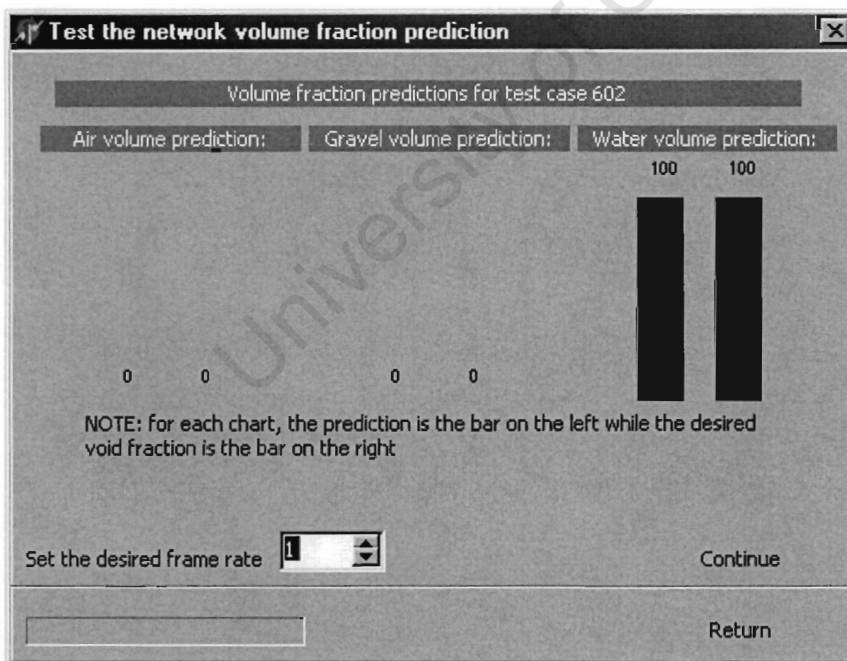 Test the network volume fraction prediction
Volume fraction predictions for test case 602
Air volume prediction: Gravel volume prediction: Water volume prediction:
100 100
0 0 0 0
NOTE: for each chart, the prediction is the bar on the left while the desired
void fraction is the bar on the right
Set the desired frame rate 1 Continue
Return
University of